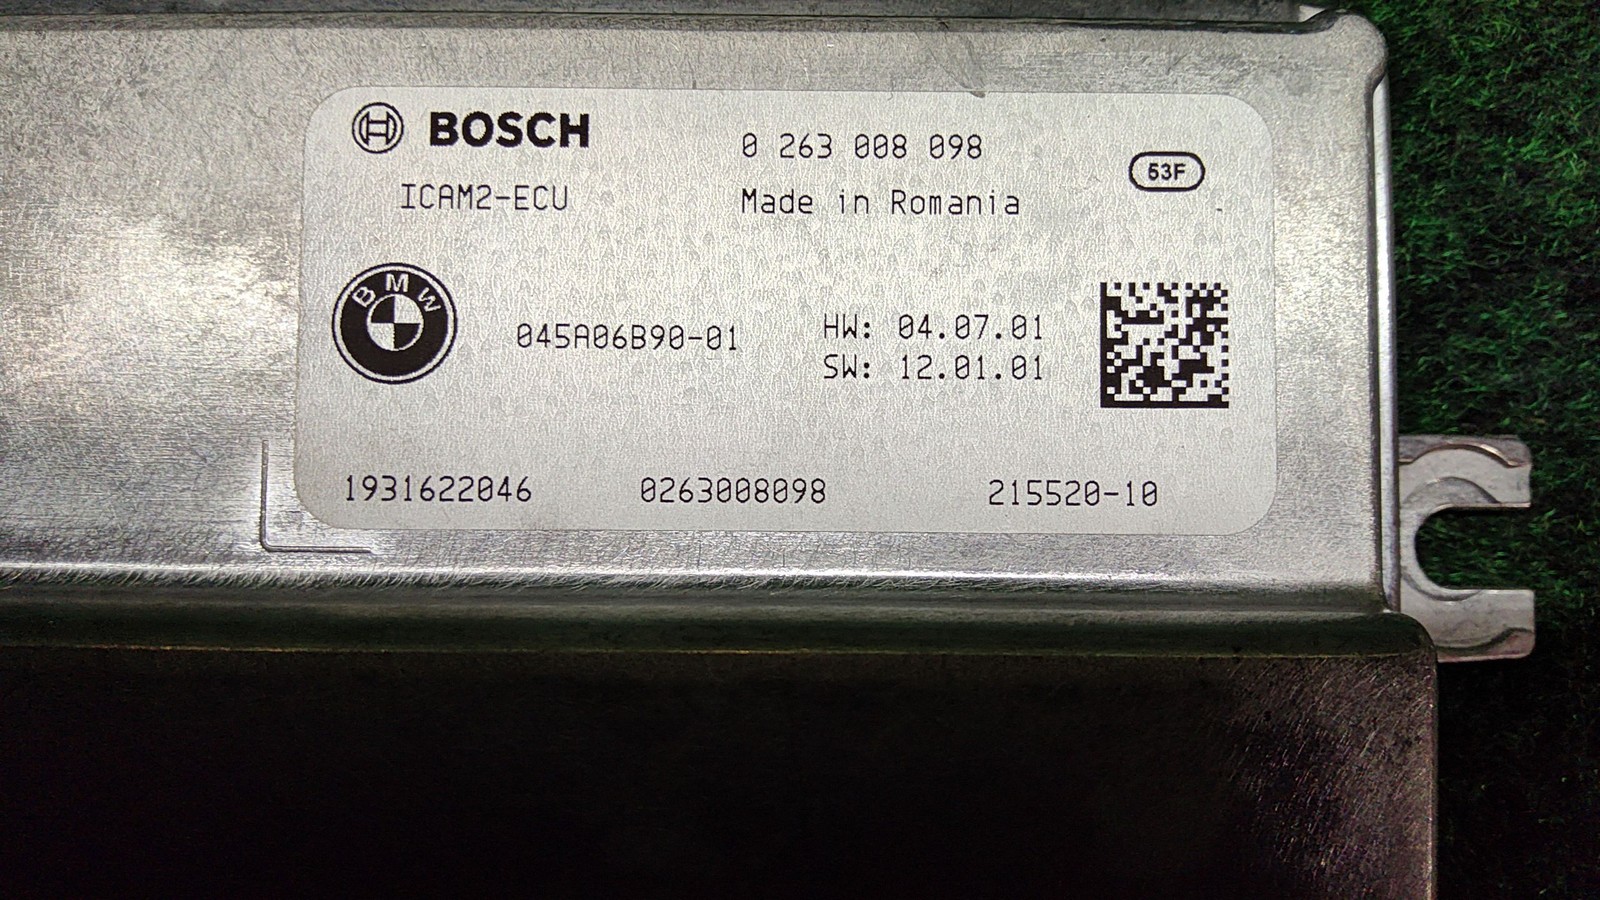 BOSCH
ICAM2-ECU
0 263 008 098
Made in Romania
53F
BMW
045A06B90-01
HW: 04.07.01
SW: 12.01.01
1931622046
0263008098
215520-10